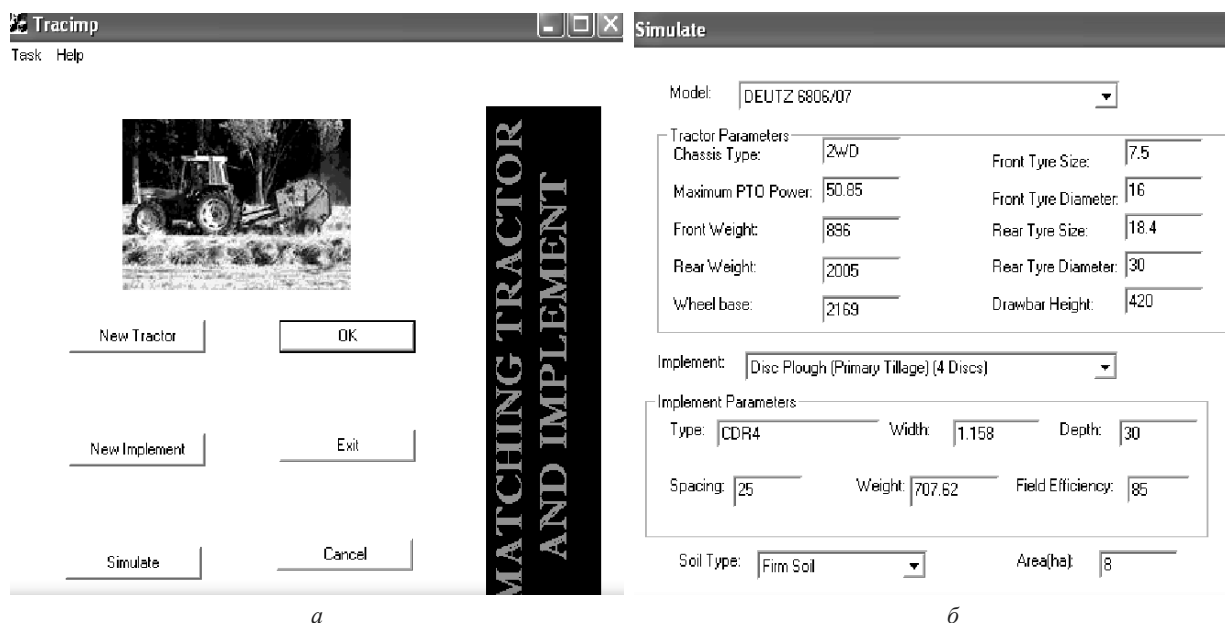 Tracimp
Task Help
MATCHING TRACTOR
AND IMPLEMENT
New Tractor OK
New Implement Exit
Simulate Cancel
а
Simulate
Model: DEUTZ 6806/07
Tractor Parameters
Chassis Type: 2WD Front Tyre Size: 7.5
Maximum PTO Power: 50.85 Front Tyre Diameter: 16
Front Weight: 896 Rear Tyre Size: 18.4
Rear Weight: 2005 Rear Tyre Diameter: 30
Wheel base: 2169 Drawbar Height: 420
Implement: Disc Plough (Primary Tillage) (4 Discs)
Implement Parameters
Type: CDR4 Width: 1.158 Depth: 30
Spacing: 25 Weight: 707.62 Field Efficiency: 85
Soil Type: Firm Soil Area(ha): 8
б